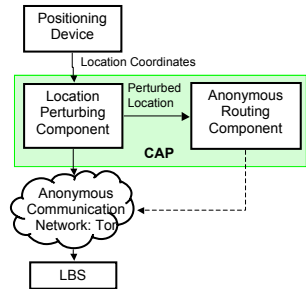 Positioning
Device
Location Coordinates
Location
Perturbing
Component
Perturbed
Location
Anonymous
Routing
Component
CAP
Anonymous
Communication
Network: Tor
LBS